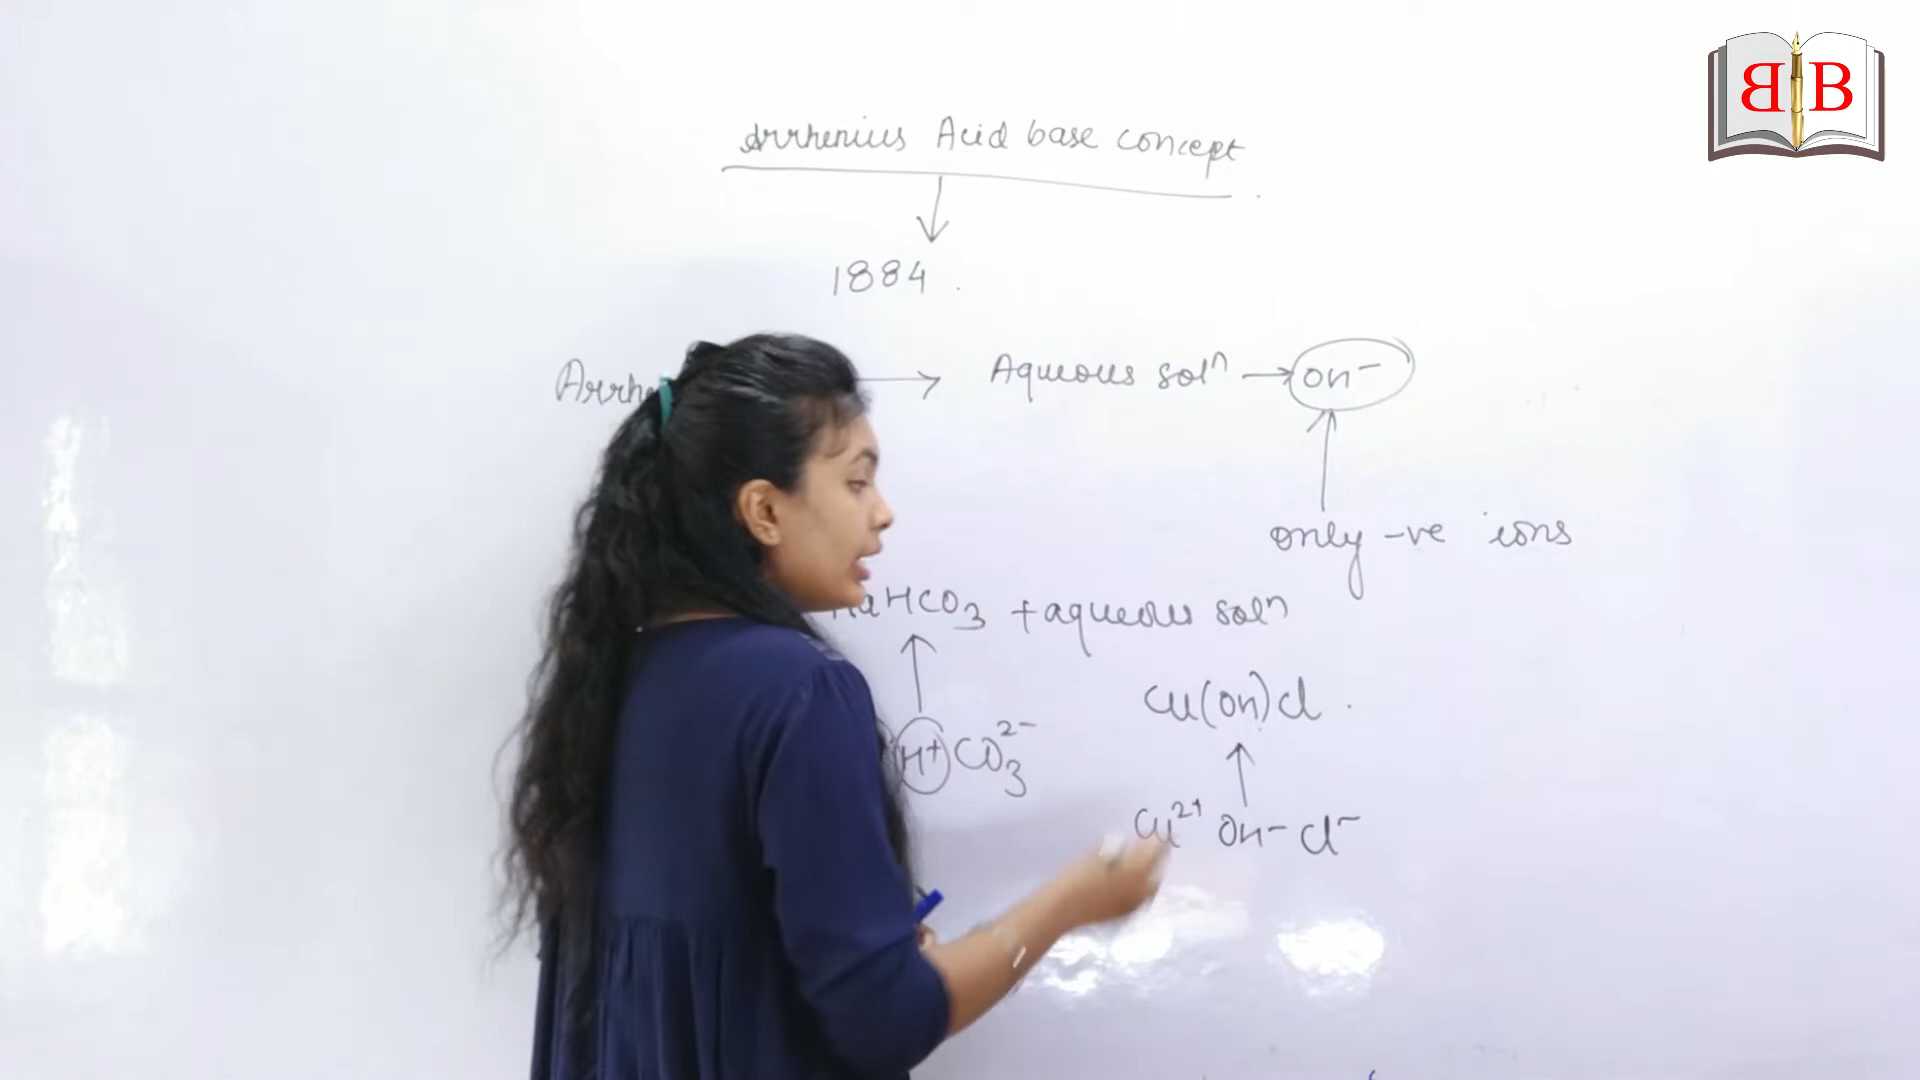 Arrhenius Acid base concept
1884
Aqueous solⁿ → OH⁻
only -ve ions
HCO₃ + aqueous solⁿ
Cu(OH)Cl
H⁺ CO₃²⁻
Cu²⁺ OH⁻ Cl⁻
B B